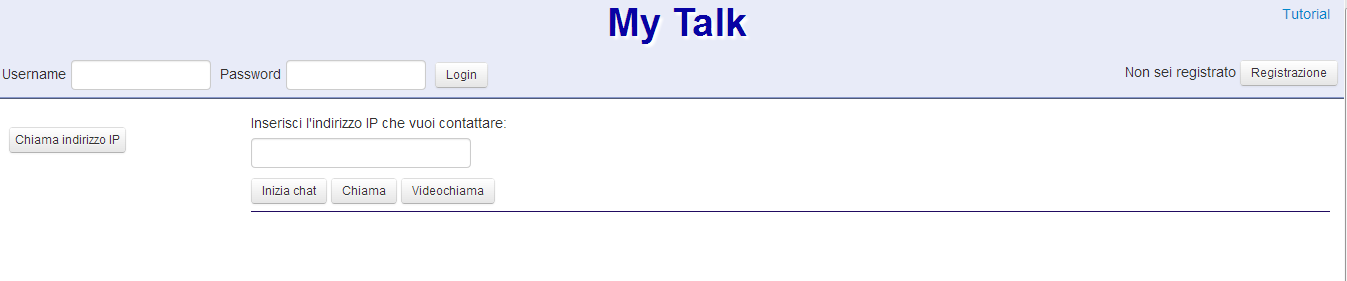 My Talk
Tutorial
Username Password Login
Non sei registrato Registrazione
Chiama indirizzo IP
Inserisci l'indirizzo IP che vuoi contattare:
Inizia chat Chiama Videochiama